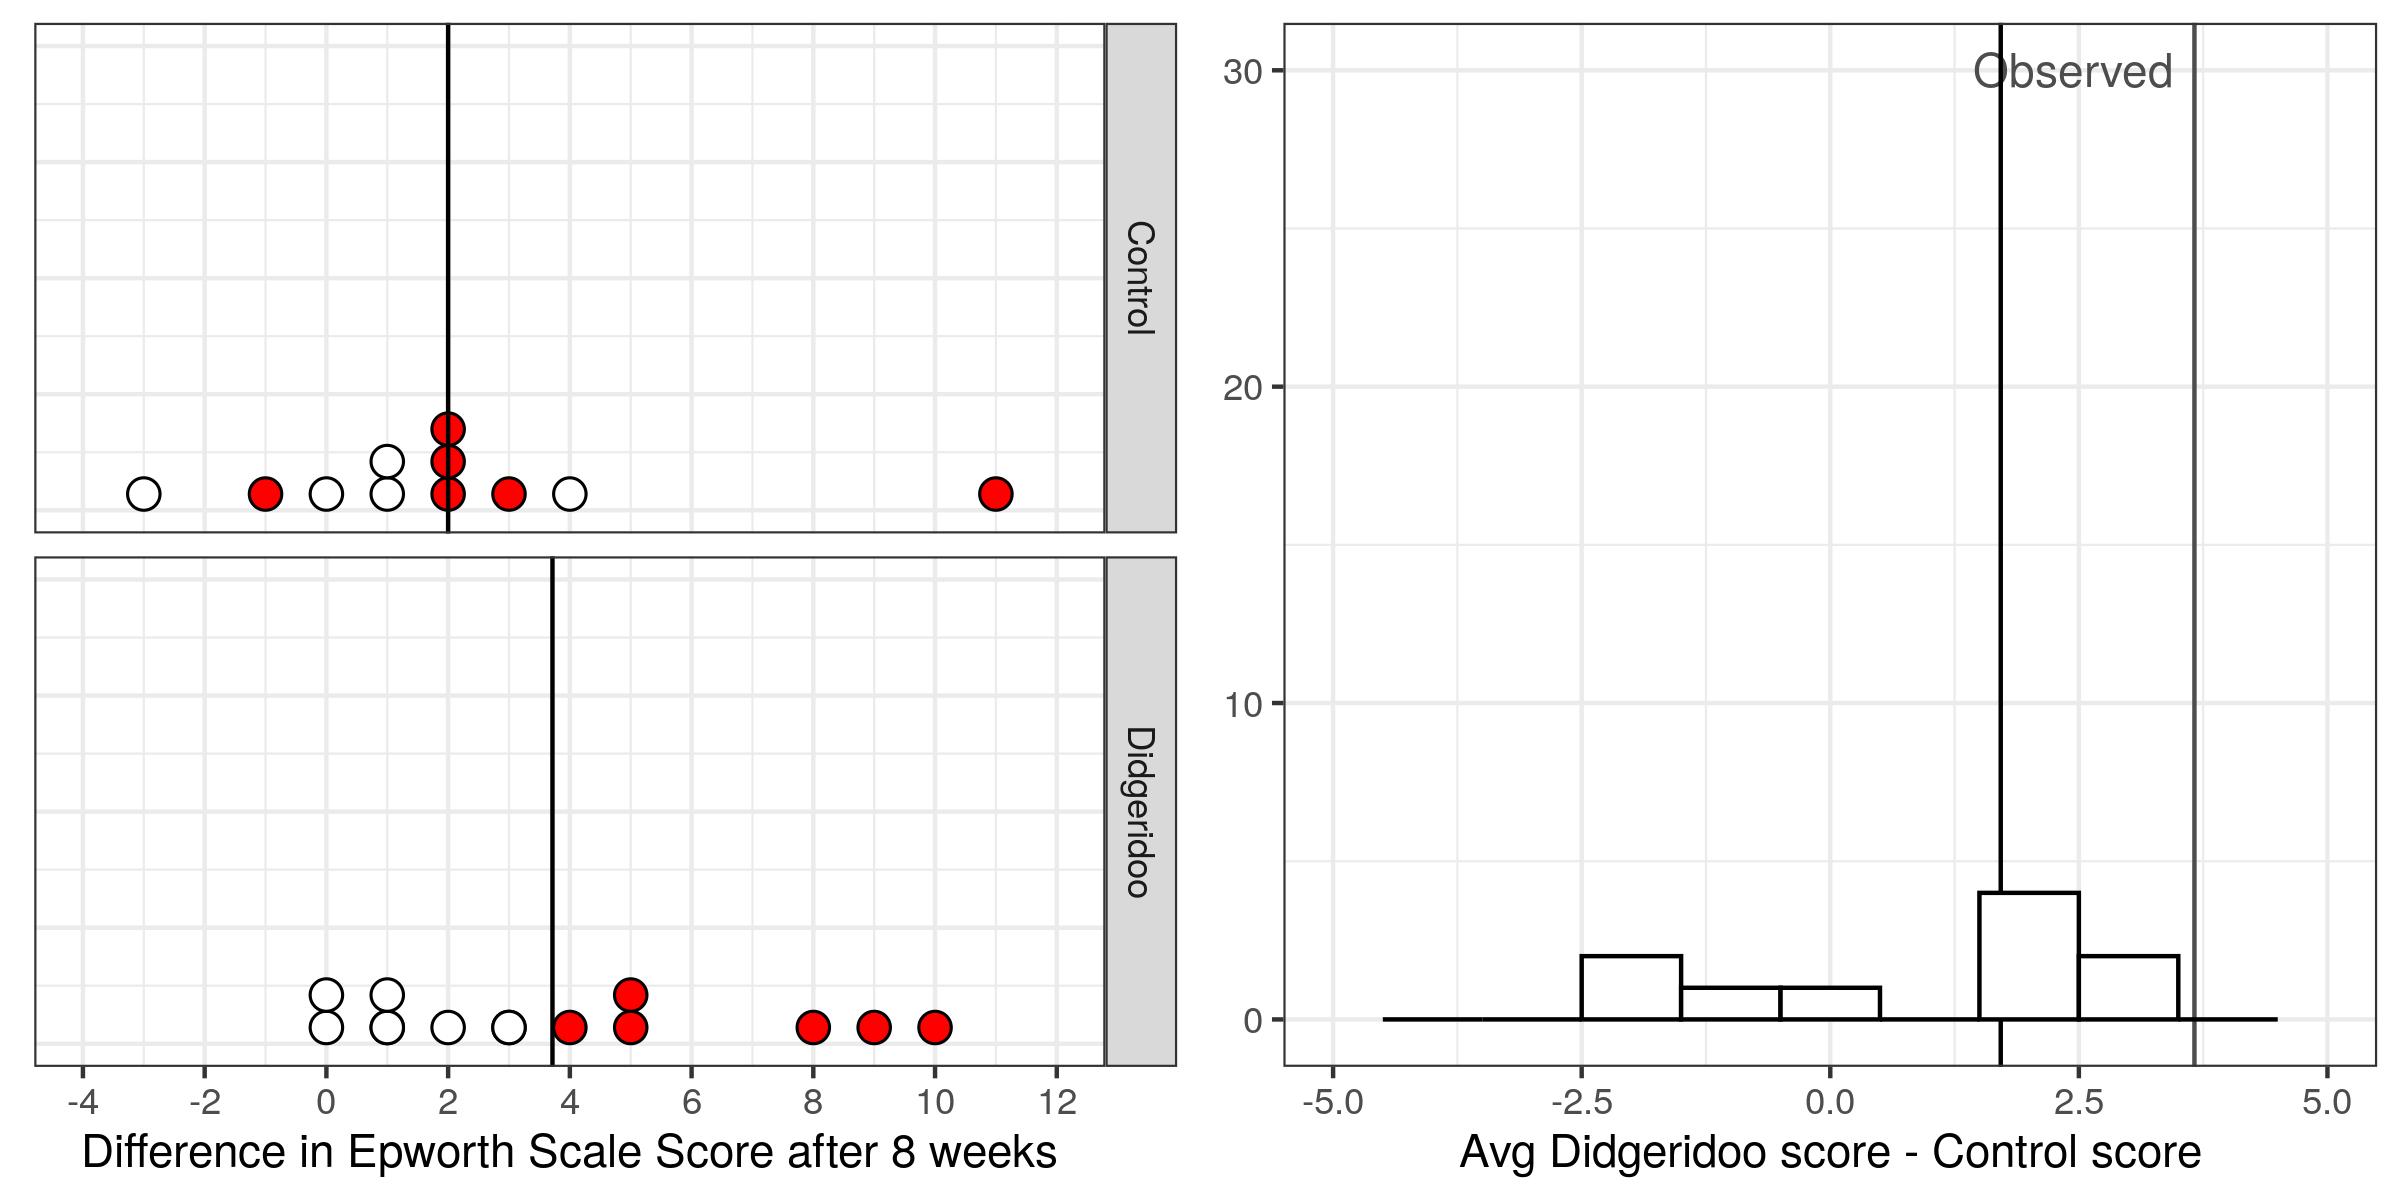 Control
Didgeridoo
-4 -2 0 2 4 6 8 10 12
Difference in Epworth Scale Score after 8 weeks
Observed
30
20
10
0
-5.0 -2.5 0.0 2.5 5.0
Avg Didgeridoo score - Control score